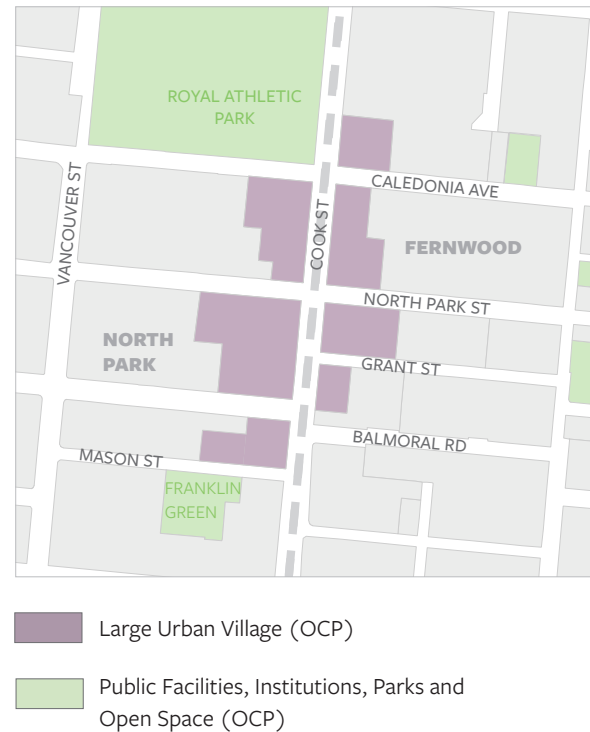 ROYAL ATHLETIC
PARK
CALEDONIA AVE
VANCOUVER ST
COOK ST
FERNWOOD
NORTH PARK ST
NORTH
PARK
GRANT ST
BALMORAL RD
MASON ST
FRANKLIN
GREEN
Large Urban Village (OCP)
Public Facilities, Institutions, Parks and
Open Space (OCP)